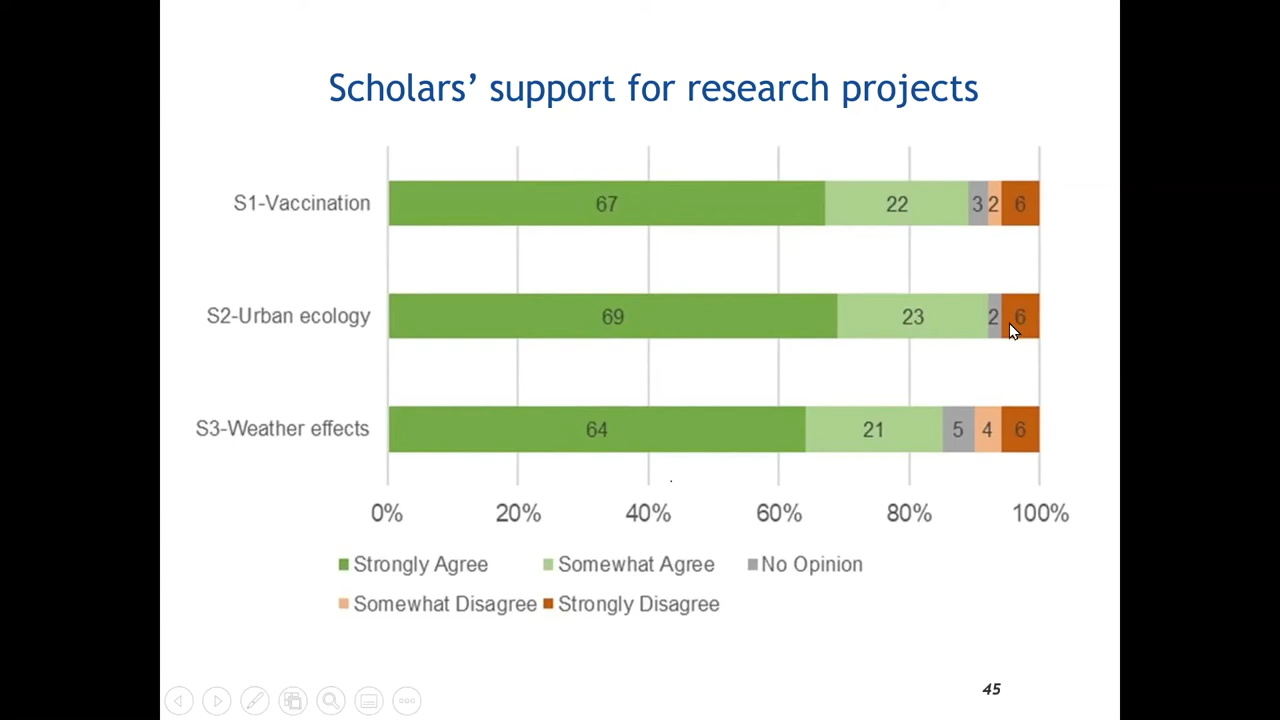 Scholars’ support for research projects
S1-Vaccination 67 22 3 2 6
S2-Urban ecology 69 23 2 6
S3-Weather effects 64 21 5 4 6
0% 20% 40% 60% 80% 100%
Strongly Agree Somewhat Agree No Opinion
Somewhat Disagree Strongly Disagree
45